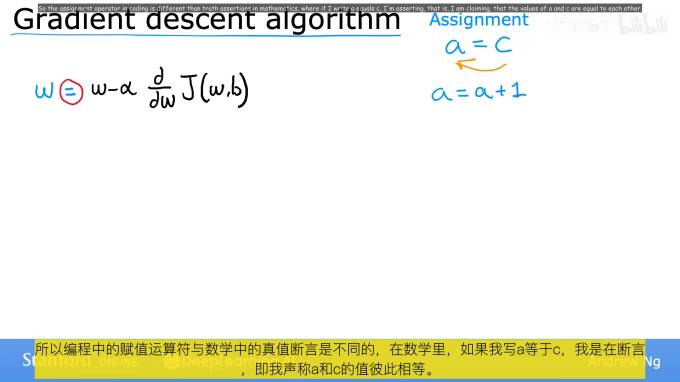 So the assignment operator in coding is different than truth assertions in mathematics, where if I write a equals c, I'm asserting, that is, I am claiming, that the values of a and c are equal to each other.
Gradient descent algorithm
Assignment
a = c
w = w-α d/dw J(w,b)
a = a+1
所以编程中的赋值运算符与数学中的真值断言是不同的，在数学里，如果我写a等于c，我是在断言
，即我声称a和c的值彼此相等。
Stanford ONLINE DeepLearning Andrew Ng
bilibili